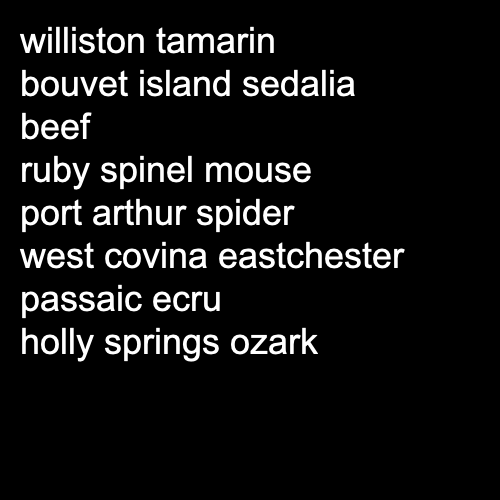 williston tamarin
bouvet island sedalia
beef
ruby spinel mouse
port arthur spider
west covina eastchester
passaic ecru
holly springs ozark